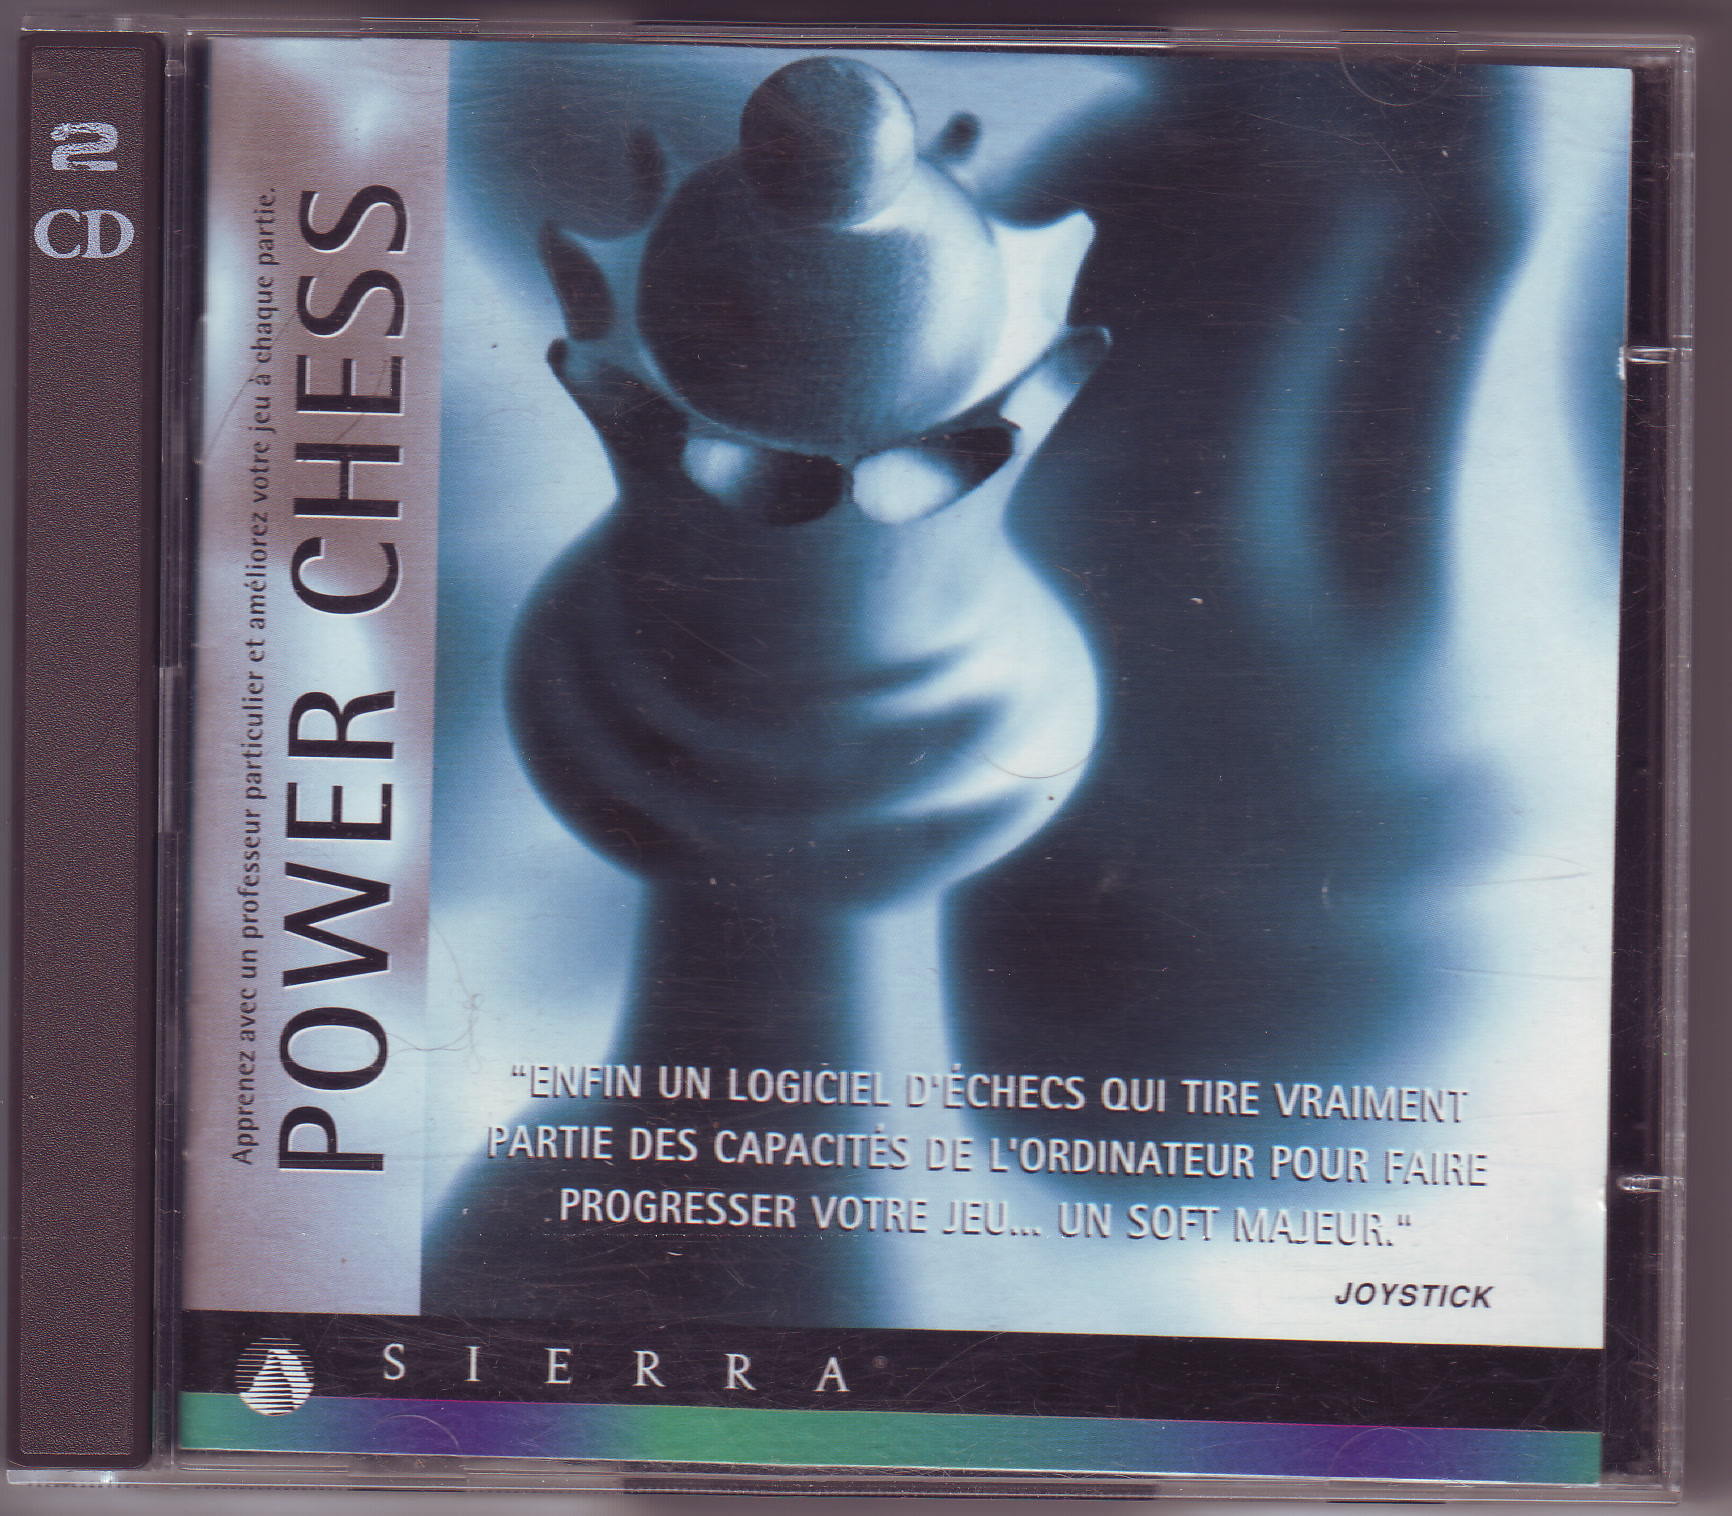 2
CD
Apprenez avec un professeur particulier et améliorez votre jeu à chaque partie.
POWER CHESS
“ENFIN UN LOGICIEL D'ÉCHECS QUI TIRE VRAIMENT
PARTIE DES CAPACITÉS DE L'ORDINATEUR POUR FAIRE
PROGRESSER VOTRE JEU... UN SOFT MAJEUR.“
JOYSTICK
SIERRA®